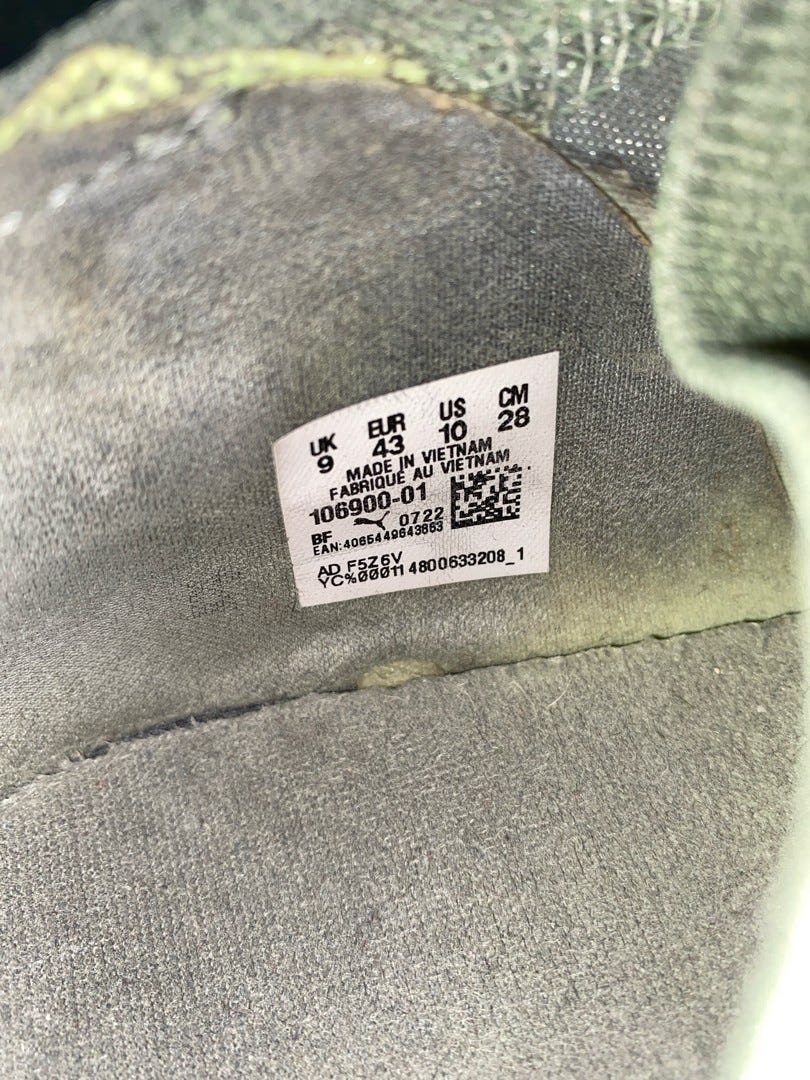 UK EUR US CM
9 43 10 28
MADE IN VIETNAM
FABRIQUE AU VIETNAM
106900-01
BF 0722
EAN:4065449643863
AD F5Z6V
YC%00011 4800633208_1